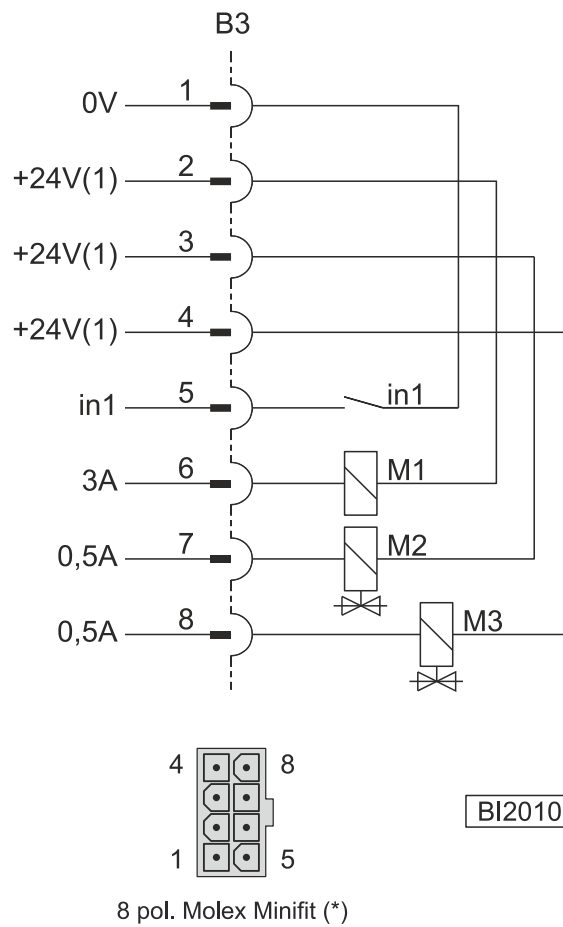 B3
0V 1
+24V(1) 2
+24V(1) 3
+24V(1) 4
in1 5 in1
3A 6 M1
0,5A 7 M2
0,5A 8 M3
4 8
1 5
BI2010
8 pol. Molex Minifit (*)